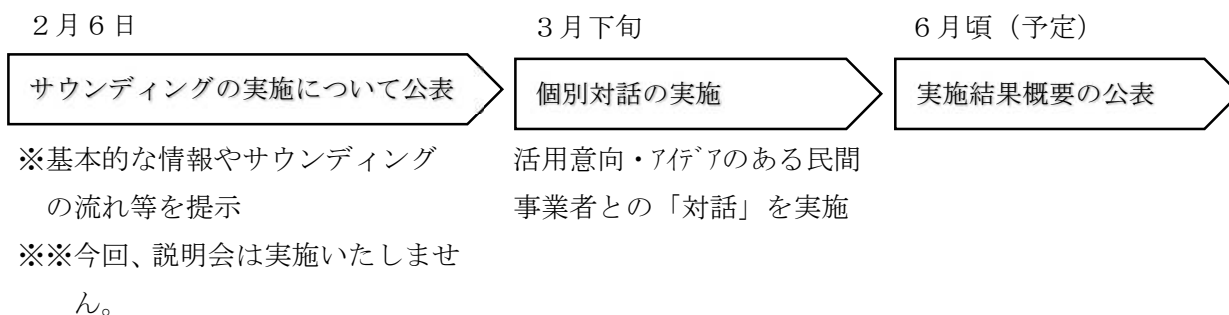 ２月６日
３月下旬
６月頃（予定）
サウンディングの実施について公表
個別対話の実施
実施結果概要の公表
※基本的な情報やサウンディング
の流れ等を提示
※※今回、説明会は実施いたしませ
ん。
活用意向・ｱｲﾃﾞｱのある民間
事業者との「対話」を実施